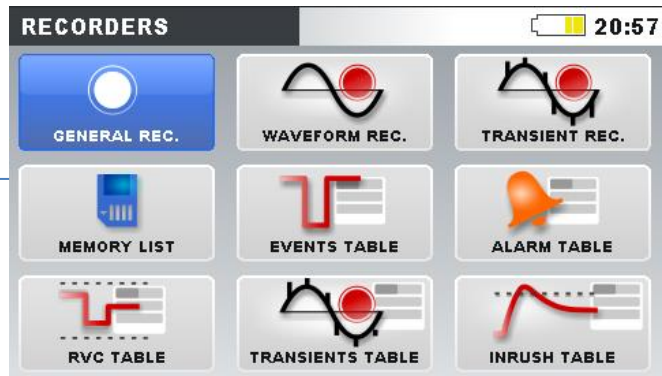 RECORDERS 20:57
GENERAL REC. WAVEFORM REC. TRANSIENT REC.
MEMORY LIST EVENTS TABLE ALARM TABLE
RVC TABLE TRANSIENTS TABLE INRUSH TABLE